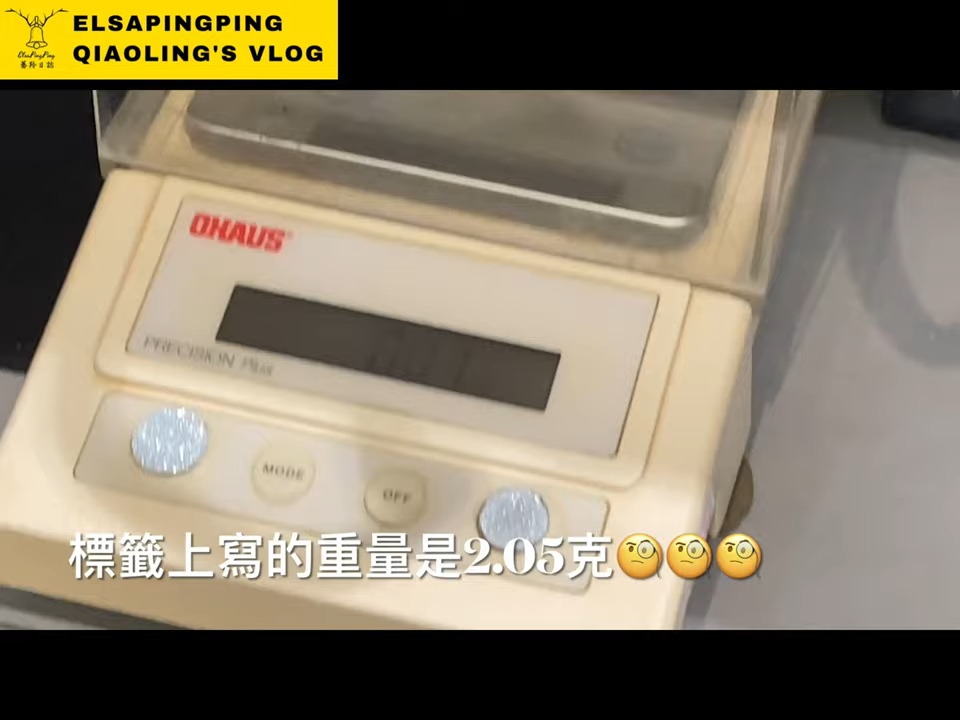 ELSAPINGPING
QIAOLING'S VLOG
ElsaPingPing
OHAUS
PRECISION Plus
MODE
OFF
標籤上寫的重量是2.05克🧐🧐🧐